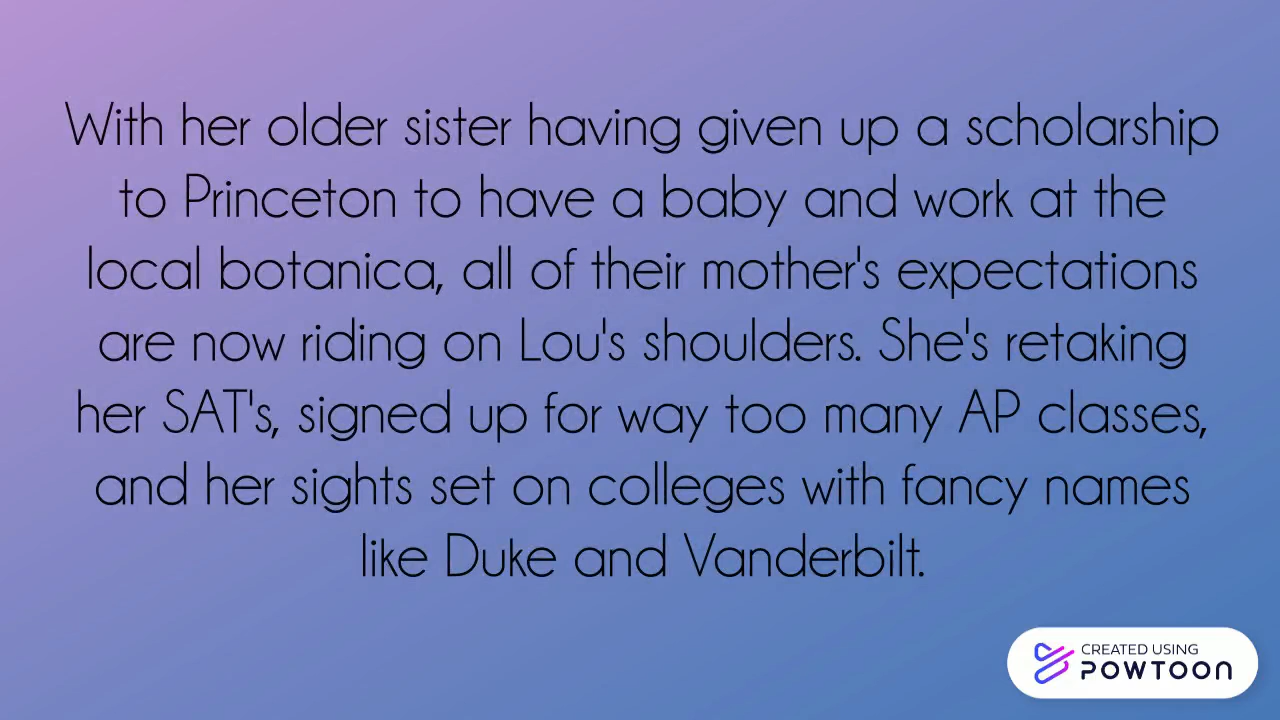 With her older sister having given up a scholarship
to Princeton to have a baby and work at the
local botanica, all of their mother's expectations
are now riding on Lou's shoulders. She's retaking
her SAT's, signed up for way too many AP classes,
and her sights set on colleges with fancy names
like Duke and Vanderbilt.
CREATED USING
POWTOON